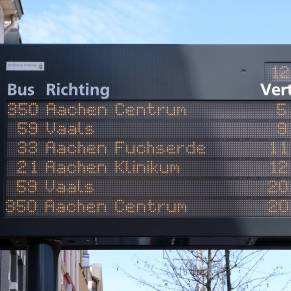 12
Bus Richting Vert
350 Aachen Centrum 5
59 Vaals 9
33 Aachen Fuchserde 11
21 Aachen Klinikum 12
59 Vaals 20
350 Aachen Centrum 20